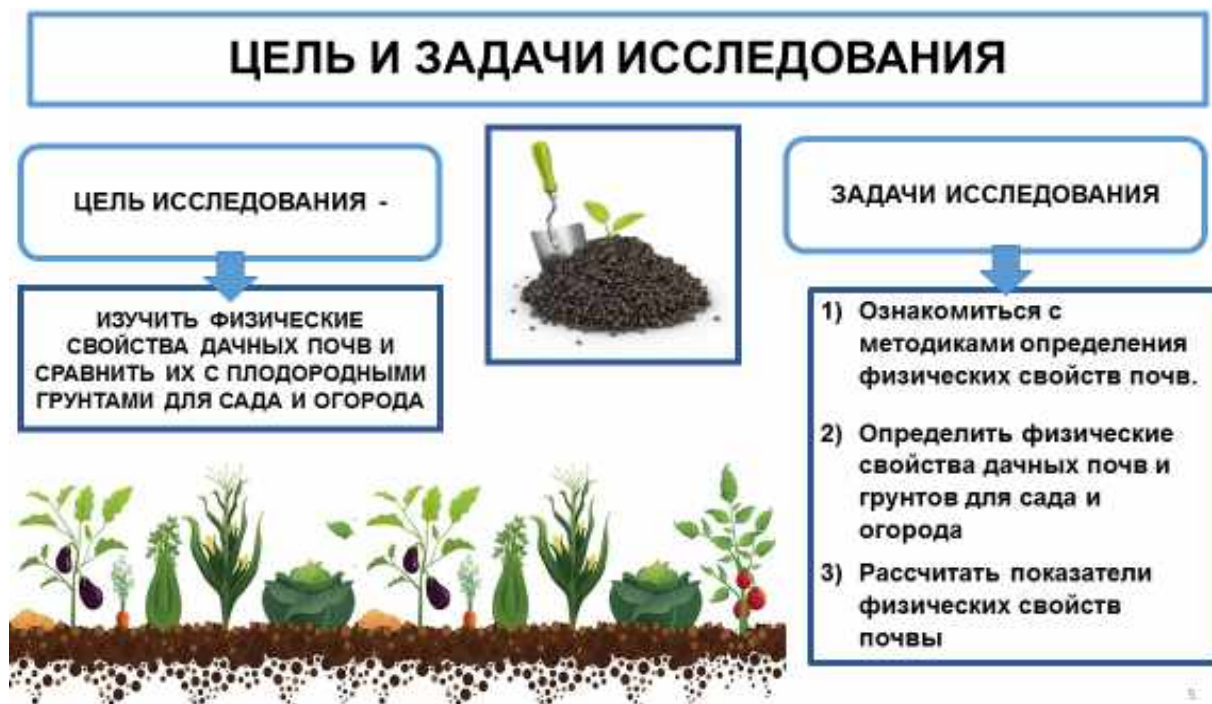 ЦЕЛЬ И ЗАДАЧИ ИССЛЕДОВАНИЯ
ЦЕЛЬ ИССЛЕДОВАНИЯ -
ИЗУЧИТЬ ФИЗИЧЕСКИЕ
СВОЙСТВА ДАЧНЫХ ПОЧВ И
СРАВНИТЬ ИХ С ПЛОДОРОДНЫМИ
ГРУНТАМИ ДЛЯ САДА И ОГОРОДА
ЗАДАЧИ ИССЛЕДОВАНИЯ
1) Ознакомиться с
методиками определения
физических свойств почв.
2) Определить физические
свойства дачных почв и
грунтов для сада и
огорода
3) Рассчитать показатели
физических свойств
почвы